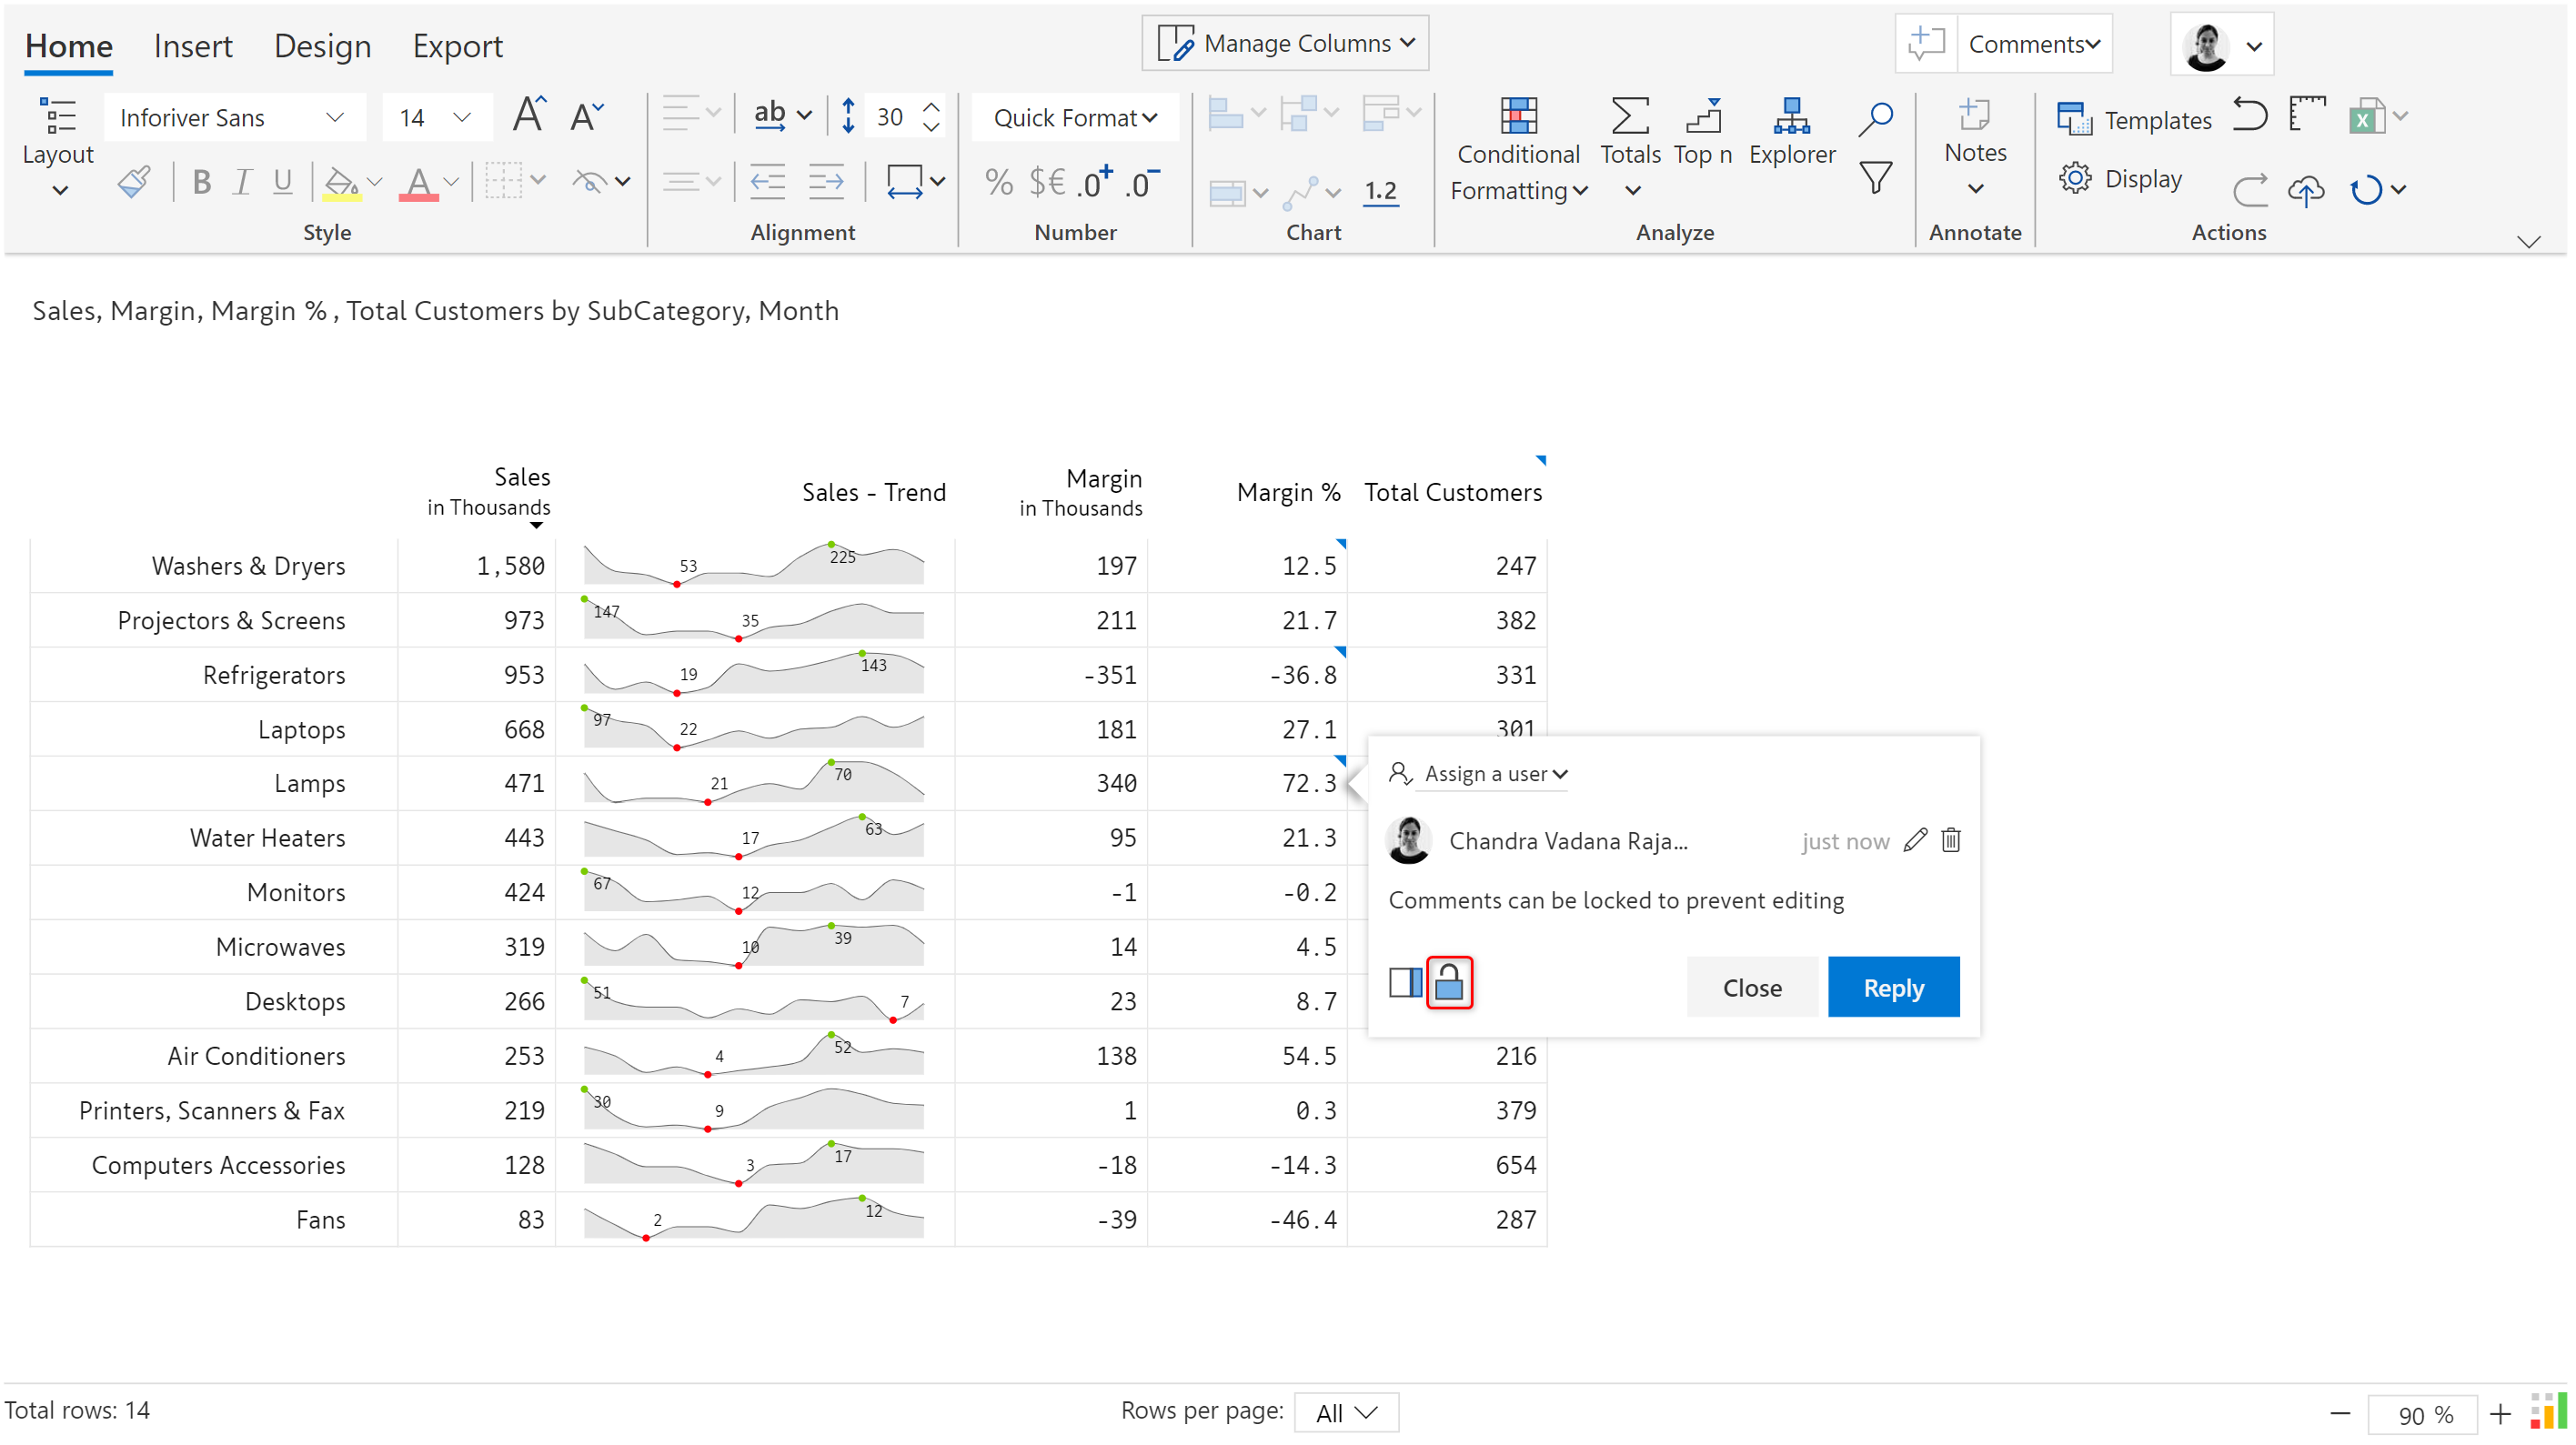 Home Insert Design Export Manage Columns Comments
Layout Inforiver Sans 14 A A ab 30 Quick Format Conditional Formatting Totals Top n Explorer Notes Templates
B I U A % $€ .0+ .0- 1.2 Display
Style Alignment Number Chart Analyze Annotate Actions
Sales, Margin, Margin % , Total Customers by SubCategory, Month
Sales in Thousands Sales - Trend Margin in Thousands Margin % Total Customers
Washers & Dryers 1,580 53 225 197 12.5 247
Projectors & Screens 973 147 35 211 21.7 382
Refrigerators 953 19 143 -351 -36.8 331
Laptops 668 97 22 181 27.1 301
Lamps 471 21 70 340 72.3
Water Heaters 443 17 63 95 21.3
Monitors 424 67 12 -1 -0.2
Microwaves 319 10 39 14 4.5
Desktops 266 51 7 23 8.7
Air Conditioners 253 4 52 138 54.5 216
Printers, Scanners & Fax 219 30 9 1 0.3 379
Computers Accessories 128 3 17 -18 -14.3 654
Fans 83 2 12 -39 -46.4 287
Assign a user
Chandra Vadana Raja... just now
Comments can be locked to prevent editing
Close Reply
Total rows: 14 Rows per page: All 90 %